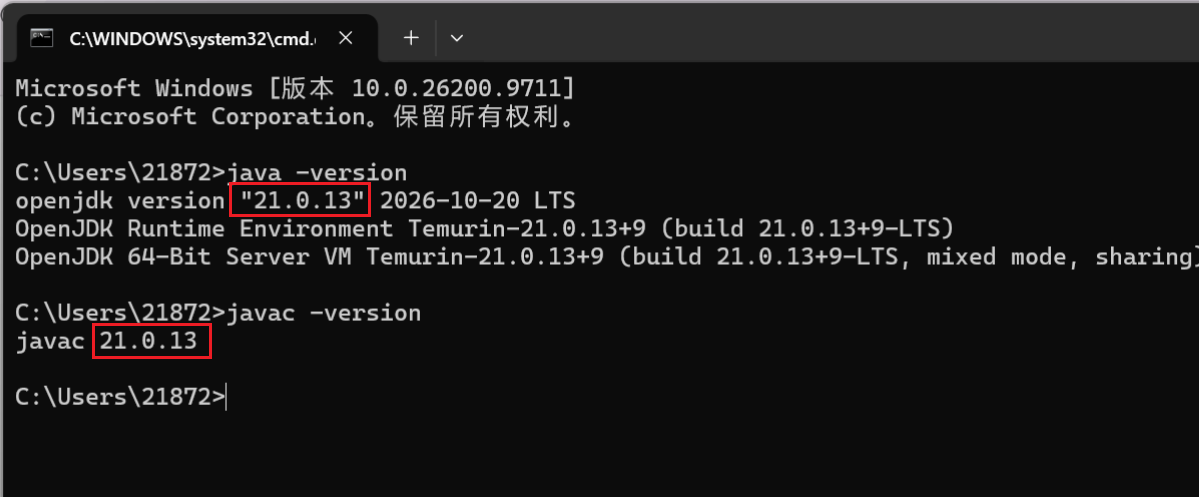 C:\WINDOWS\system32\cmd.
Microsoft Windows [版本 10.0.26200.9711]
(c) Microsoft Corporation。保留所有权利。
C:\Users\21872>java -version
openjdk version "21.0.13" 2026-10-20 LTS
OpenJDK Runtime Environment Temurin-21.0.13+9 (build 21.0.13+9-LTS)
OpenJDK 64-Bit Server VM Temurin-21.0.13+9 (build 21.0.13+9-LTS, mixed mode, sharing)
C:\Users\21872>javac -version
javac 21.0.13
C:\Users\21872>